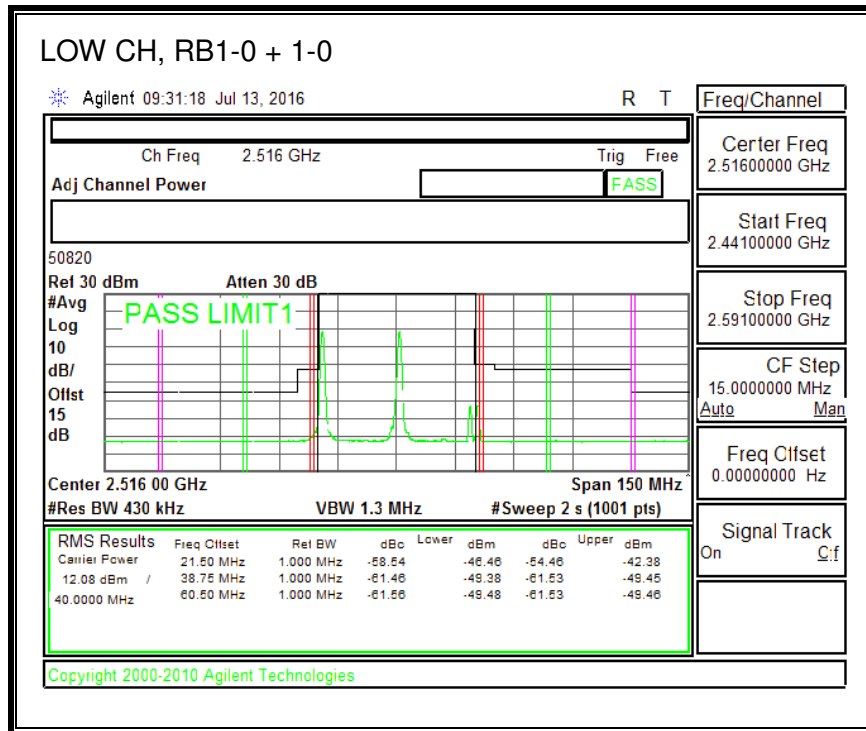 LOW CH, RB1-0 + 1-0
Agilent 09:31:18 Jul 13, 2016 R T
Freq/Channel
Ch Freq 2.516 GHz Trig Free
Adj Channel Power PASS
Center Freq
2.51600000 GHz
Start Freq
2.44100000 GHz
Stop Freq
2.59100000 GHz
CF Step
15.0000000 MHz
Auto Man
Freq Offset
0.00000000 Hz
Signal Track
On Off
50820
Ref 30 dBm Atten 30 dB
#Avg
Log
10
dB/
Offst
15
dB
PASS LIMIT1
Center 2.516 00 GHz Span 150 MHz
#Res BW 430 kHz VBW 1.3 MHz #Sweep 2 s (1001 pts)
RMS Results Freq Offset Ref BW dBc Lower dBm dBc Upper dBm
Carrier Power 21.50 MHz 1.000 MHz -58.54 -46.46 -54.46 -42.38
12.08 dBm / 38.75 MHz 1.000 MHz -61.46 -49.38 -61.53 -49.45
40.0000 MHz 60.50 MHz 1.000 MHz -61.56 -49.48 -61.53 -49.46
Copyright 2000-2010 Agilent Technologies